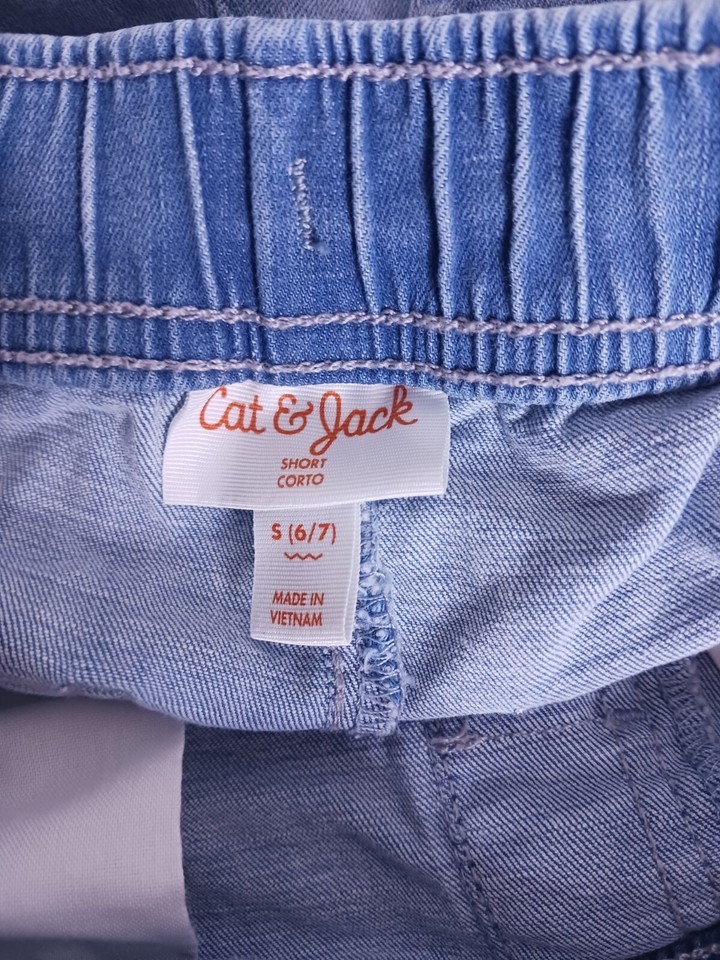 Cat & Jack
SHORT
CORTO
S (6/7)
MADE IN
VIETNAM